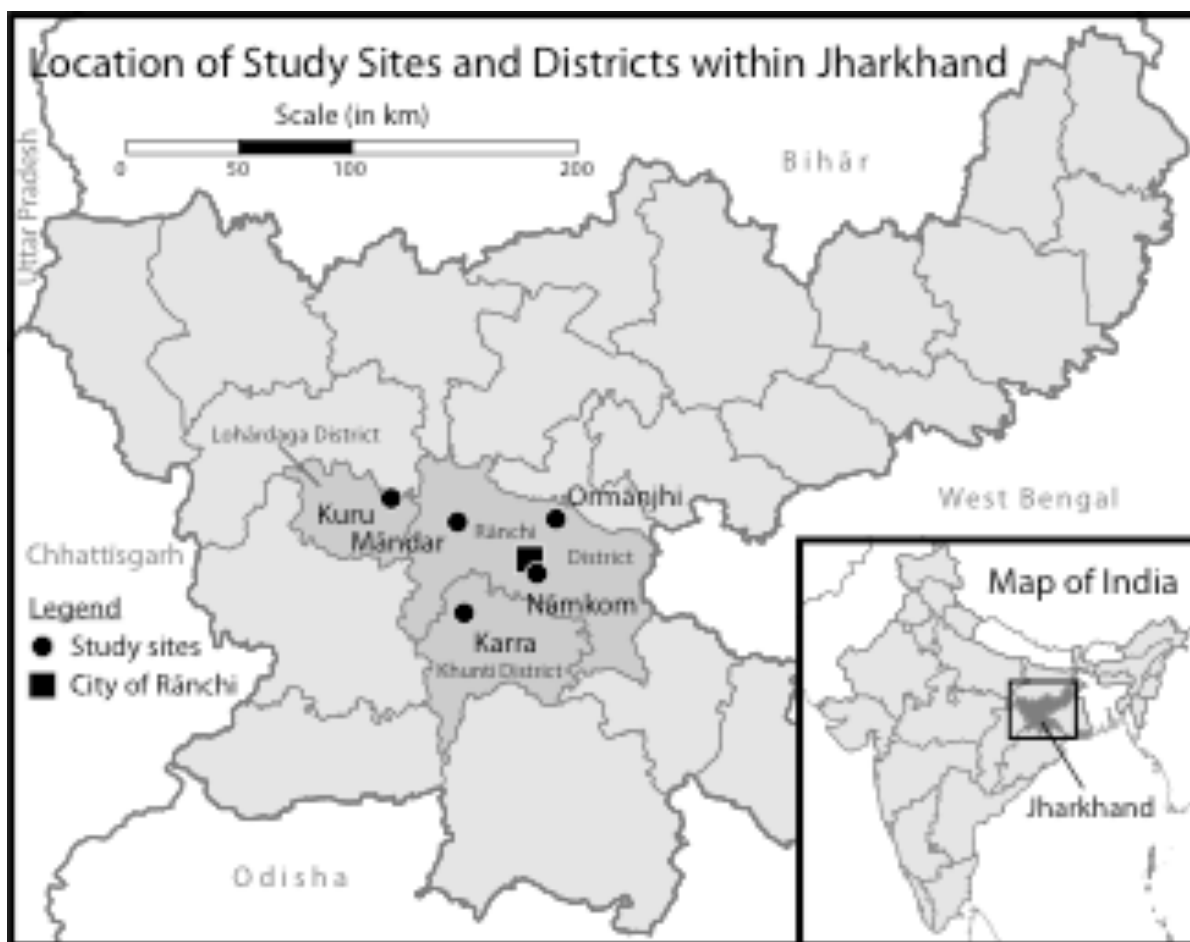 Location of Study Sites and Districts within Jharkhand
Scale (in km)
0 50 100 200
Uttar Pradesh
Bihār
Lohārdaga District
Ormānjhi
Kuru
Rānchi
Māndar
District
West Bengal
Chhattisgarh
Nāmkom
Karra
Khunti District
Legend
Study sites
City of Rānchi
Odisha
Map of India
Jharkhand